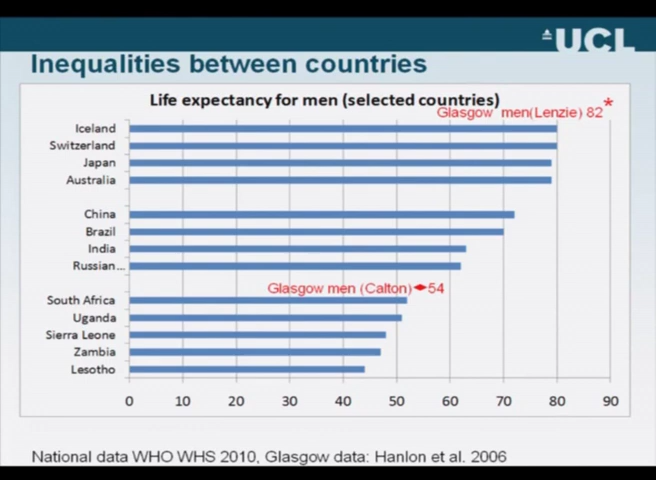 UCL
Inequalities between countries
Life expectancy for men (selected countries)
Glasgow men(Lenzie) 82 *
Iceland
Switzerland
Japan
Australia
China
Brazil
India
Russian ...
Glasgow men (Calton) 54
South Africa
Uganda
Sierra Leone
Zambia
Lesotho
0 10 20 30 40 50 60 70 80 90
National data WHO WHS 2010, Glasgow data: Hanlon et al. 2006